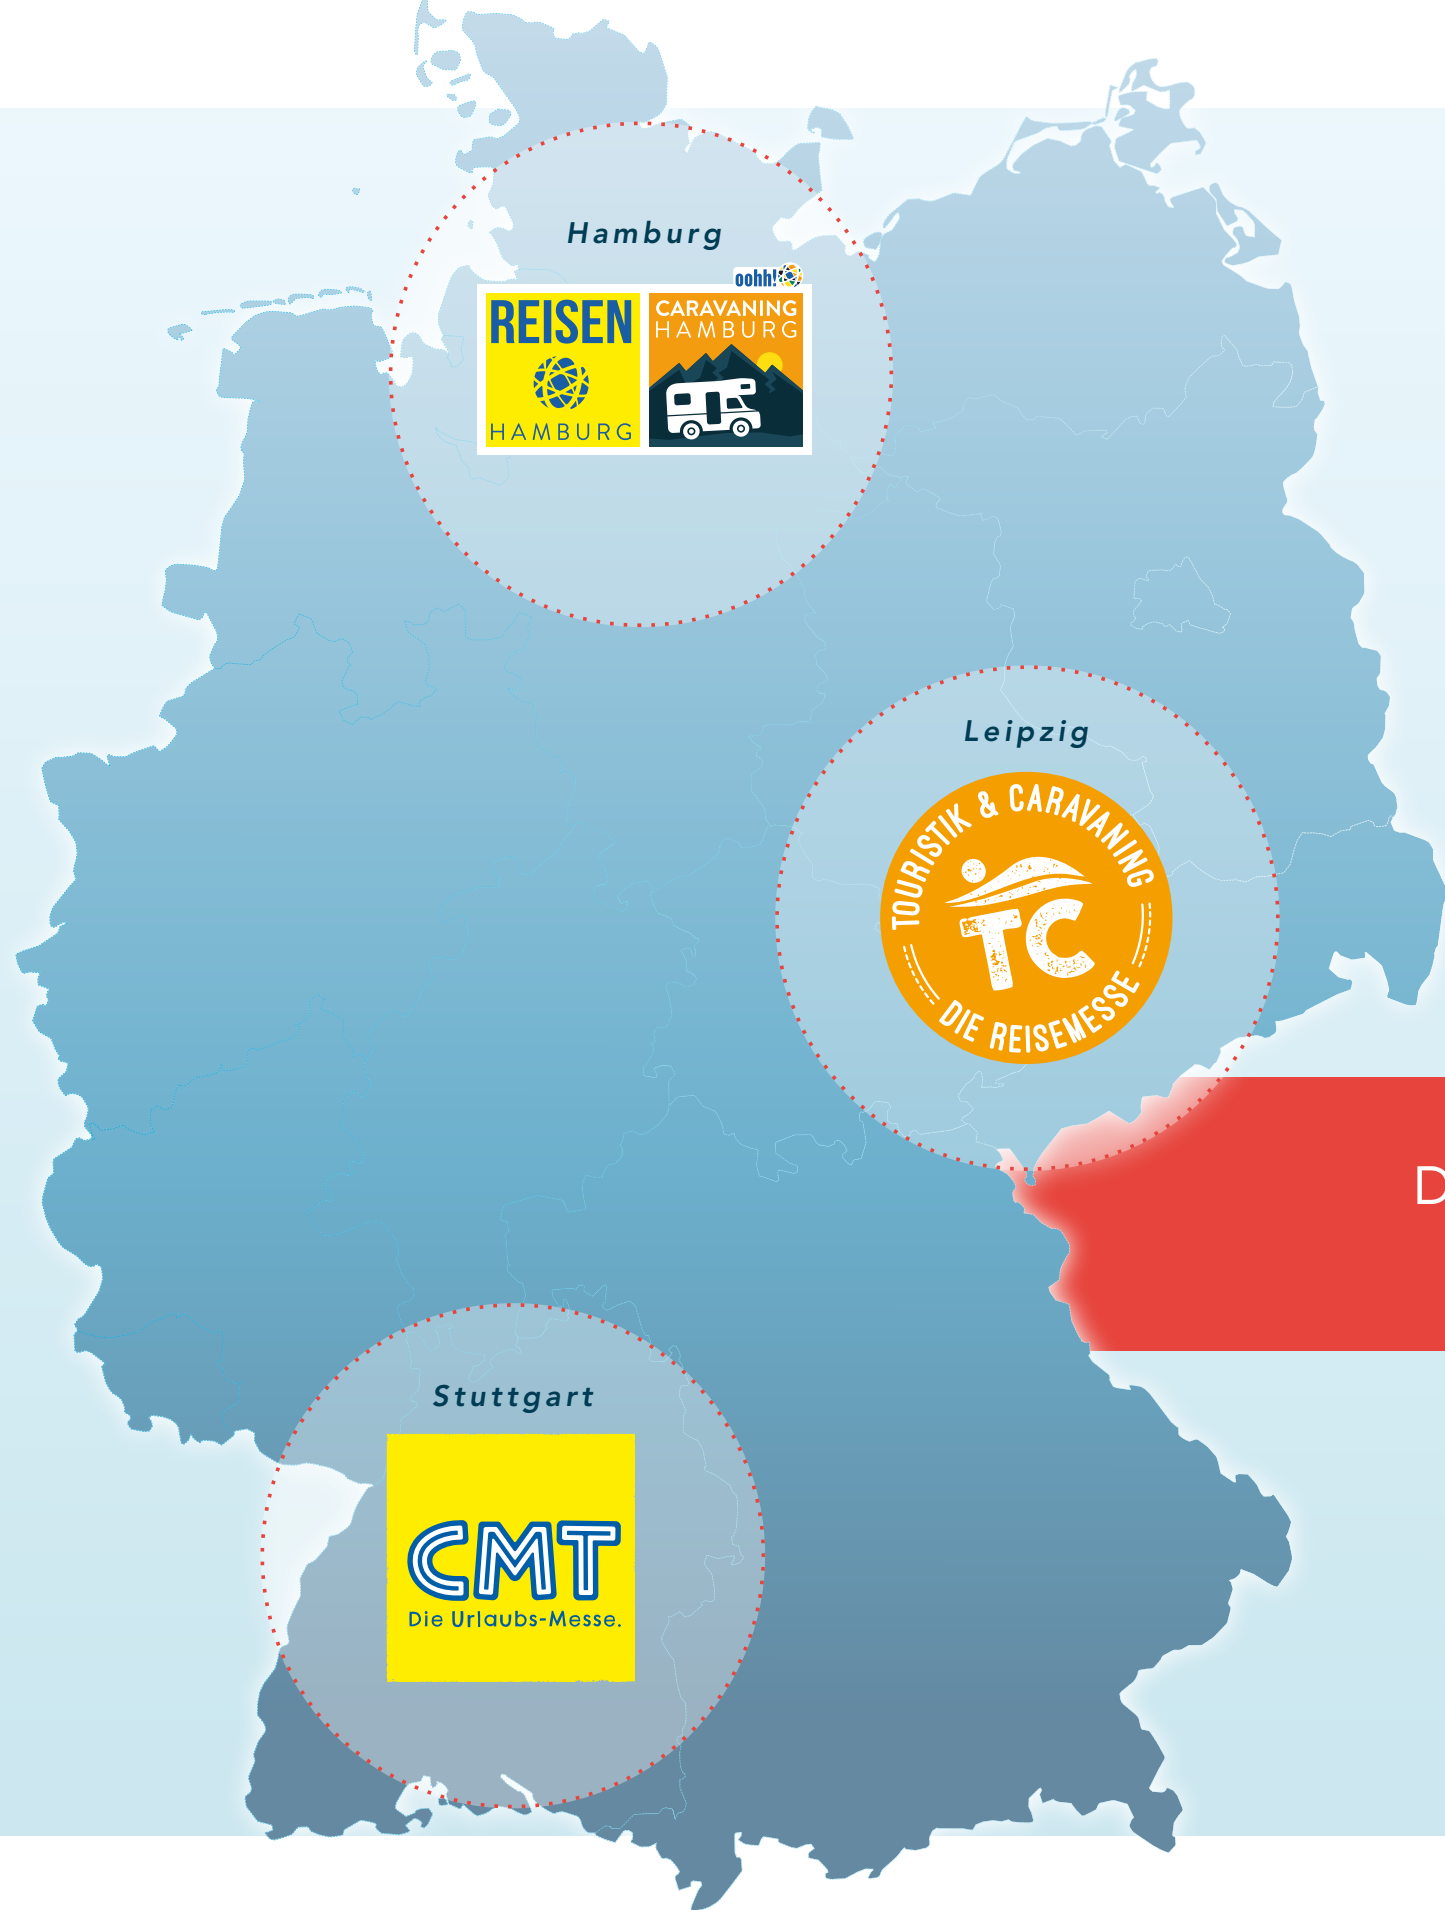 Hamburg
oohh!
REISEN
HAMBURG
CARAVANING
HAMBURG
Leipzig
TOURISTIK & CARAVANING
TC
DIE REISEMESSE
D
Stuttgart
CMT
Die Urlaubs-Messe.